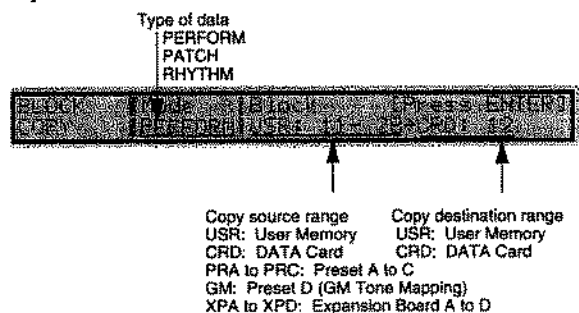 Type of data
PERFORM
PATCH
RHYTHM
BLOCK Mode Block [Press ENTER]
COPY PERFORM USR: 11
Copy source range Copy destination range
USR: User Memory USR: User Memory
CRD: DATA Card CRD: DATA Card
PRA to PRC: Preset A to C
GM: Preset D (GM Tone Mapping)
XPA to XPD: Expansion Board A to D